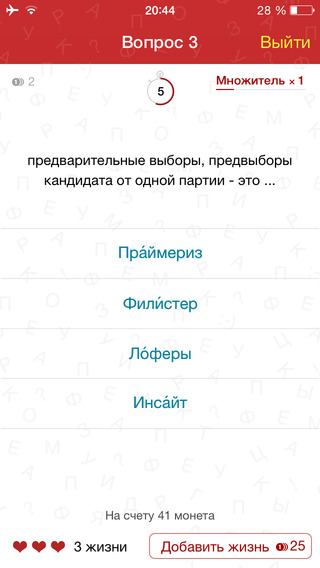 20:44
28 %
Вопрос 3
Выйти
2
5
Множитель × 1
предварительные выборы, предвыборы
кандидата от одной партии - это ...
Пра́ймериз
Фили́стер
Ло́феры
Инса́йт
На счету 41 монета
3 жизни
Добавить жизнь 25